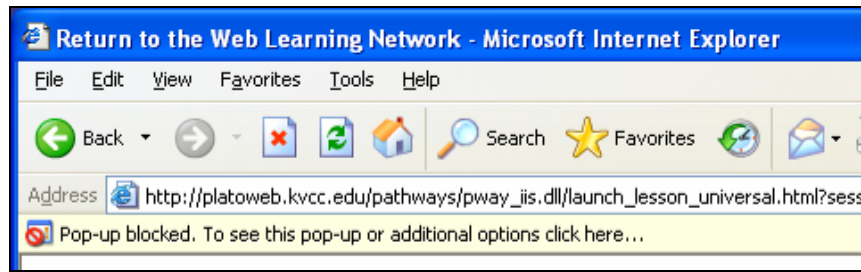 Return to the Web Learning Network - Microsoft Internet Explorer
File Edit View Favorites Tools Help
Back Search Favorites
Address http://platoweb.kvcc.edu/pathways/pway_iis.dll/launch_lesson_universal.html?sess
Pop-up blocked. To see this pop-up or additional options click here...